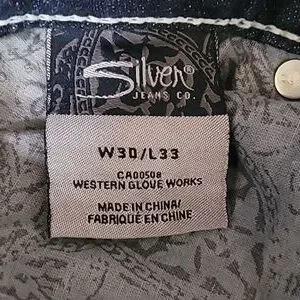 Silver
JEANS CO.
W30/L33
CA00508
WESTERN GLOVE WORKS
MADE IN CHINA/
FABRIQUÉ EN CHINE